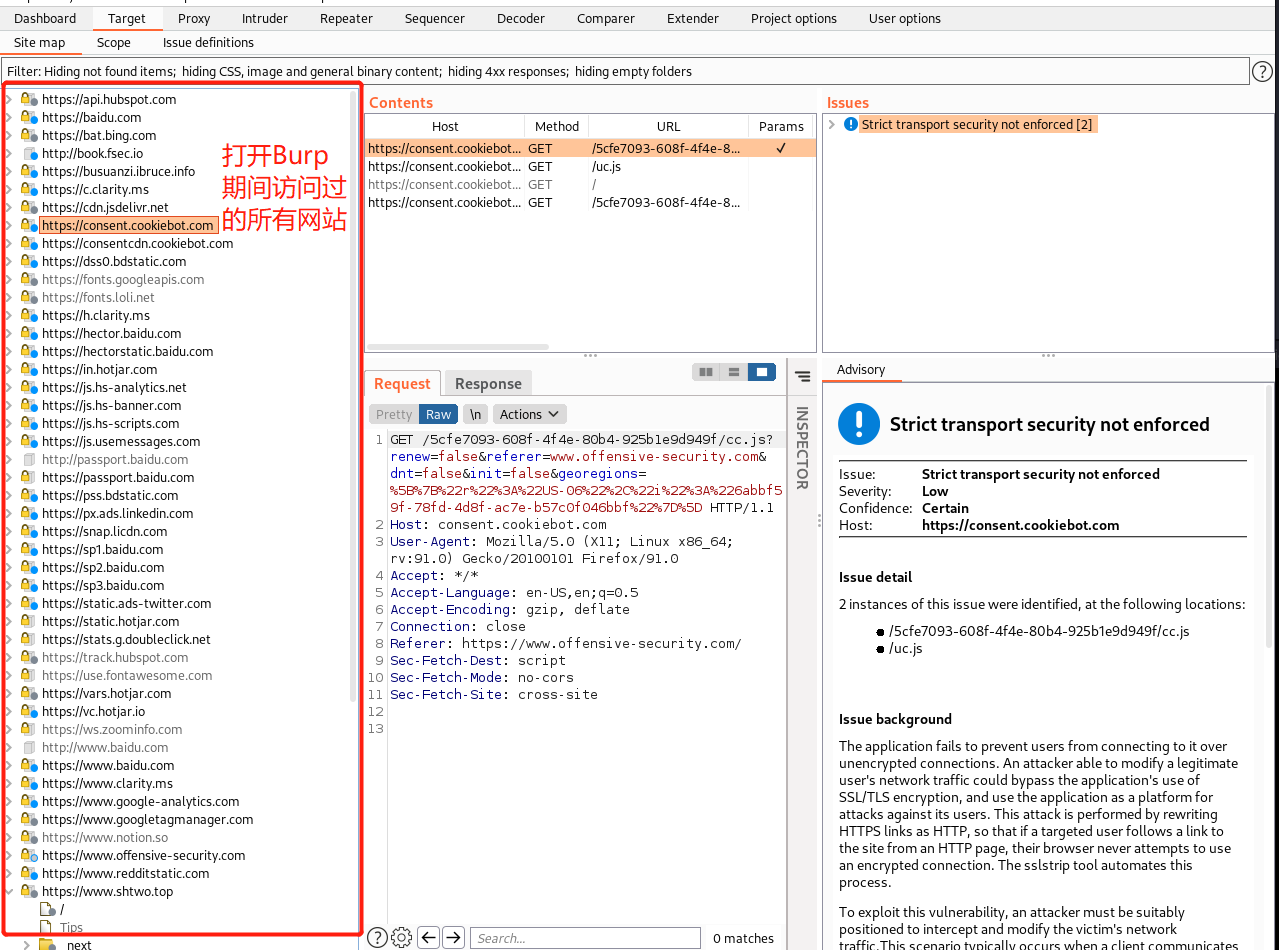 Dashboard Target Proxy Intruder Repeater Sequencer Decoder Comparer Extender Project options User options
Site map Scope Issue definitions
Filter: Hiding not found items; hiding CSS, image and general binary content; hiding 4xx responses; hiding empty folders
https://api.hubspot.com
https://baidu.com
https://bat.bing.com
http://book.fsec.io
https://busuanzi.ibruce.info
https://c.clarity.ms
https://cdn.jsdelivr.net
https://consent.cookiebot.com
https://consentcdn.cookiebot.com
https://dss0.bdstatic.com
https://fonts.googleapis.com
https://fonts.loli.net
https://h.clarity.ms
https://hector.baidu.com
https://hectorstatic.baidu.com
https://in.hotjar.com
https://js.hs-analytics.net
https://js.hs-banner.com
https://js.hs-scripts.com
https://js.usemessages.com
http://passport.baidu.com
https://passport.baidu.com
https://pss.bdstatic.com
https://px.ads.linkedin.com
https://snap.licdn.com
https://sp1.baidu.com
https://sp2.baidu.com
https://sp3.baidu.com
https://static.ads-twitter.com
https://static.hotjar.com
https://stats.g.doubleclick.net
https://track.hubspot.com
https://use.fontawesome.com
https://vars.hotjar.com
https://vc.hotjar.io
https://ws.zoominfo.com
http://www.baidu.com
https://www.baidu.com
https://www.clarity.ms
https://www.google-analytics.com
https://www.googletagmanager.com
https://www.notion.so
https://www.offensive-security.com
https://www.redditstatic.com
https://www.shtwo.top
/
Tips
next
打开Burp
期间访问过
的所有网站
Contents
Host Method URL Params
https://consent.cookiebot... GET /5cfe7093-608f-4f4e-8... ✓
https://consent.cookiebot... GET /uc.js
https://consent.cookiebot... GET /
https://consent.cookiebot... GET /5cfe7093-608f-4f4e-8...
Request Response
Pretty Raw \n Actions
1 GET /5cfe7093-608f-4f4e-80b4-925b1e9d949f/cc.js?
renew=false&referer=www.offensive-security.com&
dnt=false&init=false&georegions=
%5B%7B%22r%22%3A%22US-06%22%2C%22i%22%3A%226abbf5
9f-78fd-4d8f-ac7e-b57c0f046bbf%22%7D%5D HTTP/1.1
2 Host: consent.cookiebot.com
3 User-Agent: Mozilla/5.0 (X11; Linux x86_64;
rv:91.0) Gecko/20100101 Firefox/91.0
4 Accept: */*
5 Accept-Language: en-US,en;q=0.5
6 Accept-Encoding: gzip, deflate
7 Connection: close
8 Referer: https://www.offensive-security.com/
9 Sec-Fetch-Dest: script
10 Sec-Fetch-Mode: no-cors
11 Sec-Fetch-Site: cross-site
12
13
Search... 0 matches
INSPECTOR
Issues
Strict transport security not enforced [2]
Advisory
Strict transport security not enforced
Issue: Strict transport security not enforced
Severity: Low
Confidence: Certain
Host: https://consent.cookiebot.com
Issue detail
2 instances of this issue were identified, at the following locations:
/5cfe7093-608f-4f4e-80b4-925b1e9d949f/cc.js
/uc.js
Issue background
The application fails to prevent users from connecting to it over
unencrypted connections. An attacker able to modify a legitimate
user's network traffic could bypass the application's use of
SSL/TLS encryption, and use the application as a platform for
attacks against its users. This attack is performed by rewriting
HTTPS links as HTTP, so that if a targeted user follows a link to
the site from an HTTP page, their browser never attempts to use
an encrypted connection. The sslstrip tool automates this
process.
To exploit this vulnerability, an attacker must be suitably
positioned to intercept and modify the victim's network
traffic.This scenario typically occurs when a client communicates